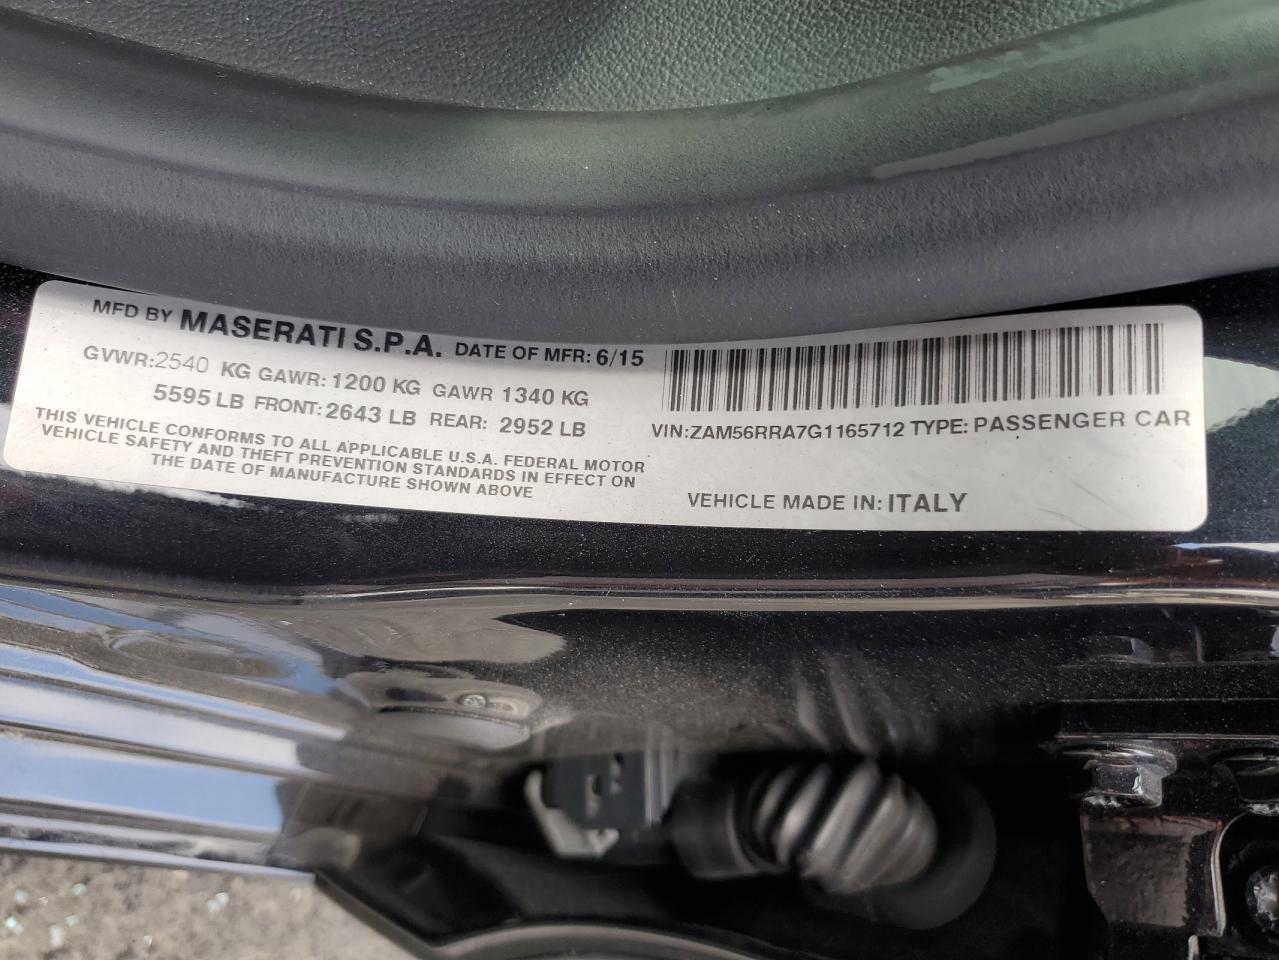 MFD BY MASERATI S.P.A. DATE OF MFR: 6/15
GVWR:2540 KG GAWR: 1200 KG GAWR 1340 KG
5595 LB FRONT: 2643 LB REAR: 2952 LB
THIS VEHICLE CONFORMS TO ALL APPLICABLE U.S.A. FEDERAL MOTOR
VEHICLE SAFETY AND THEFT PREVENTION STANDARDS IN EFFECT ON
THE DATE OF MANUFACTURE SHOWN ABOVE
VIN:ZAM56RRA7G1165712 TYPE: PASSENGER CAR
VEHICLE MADE IN: ITALY